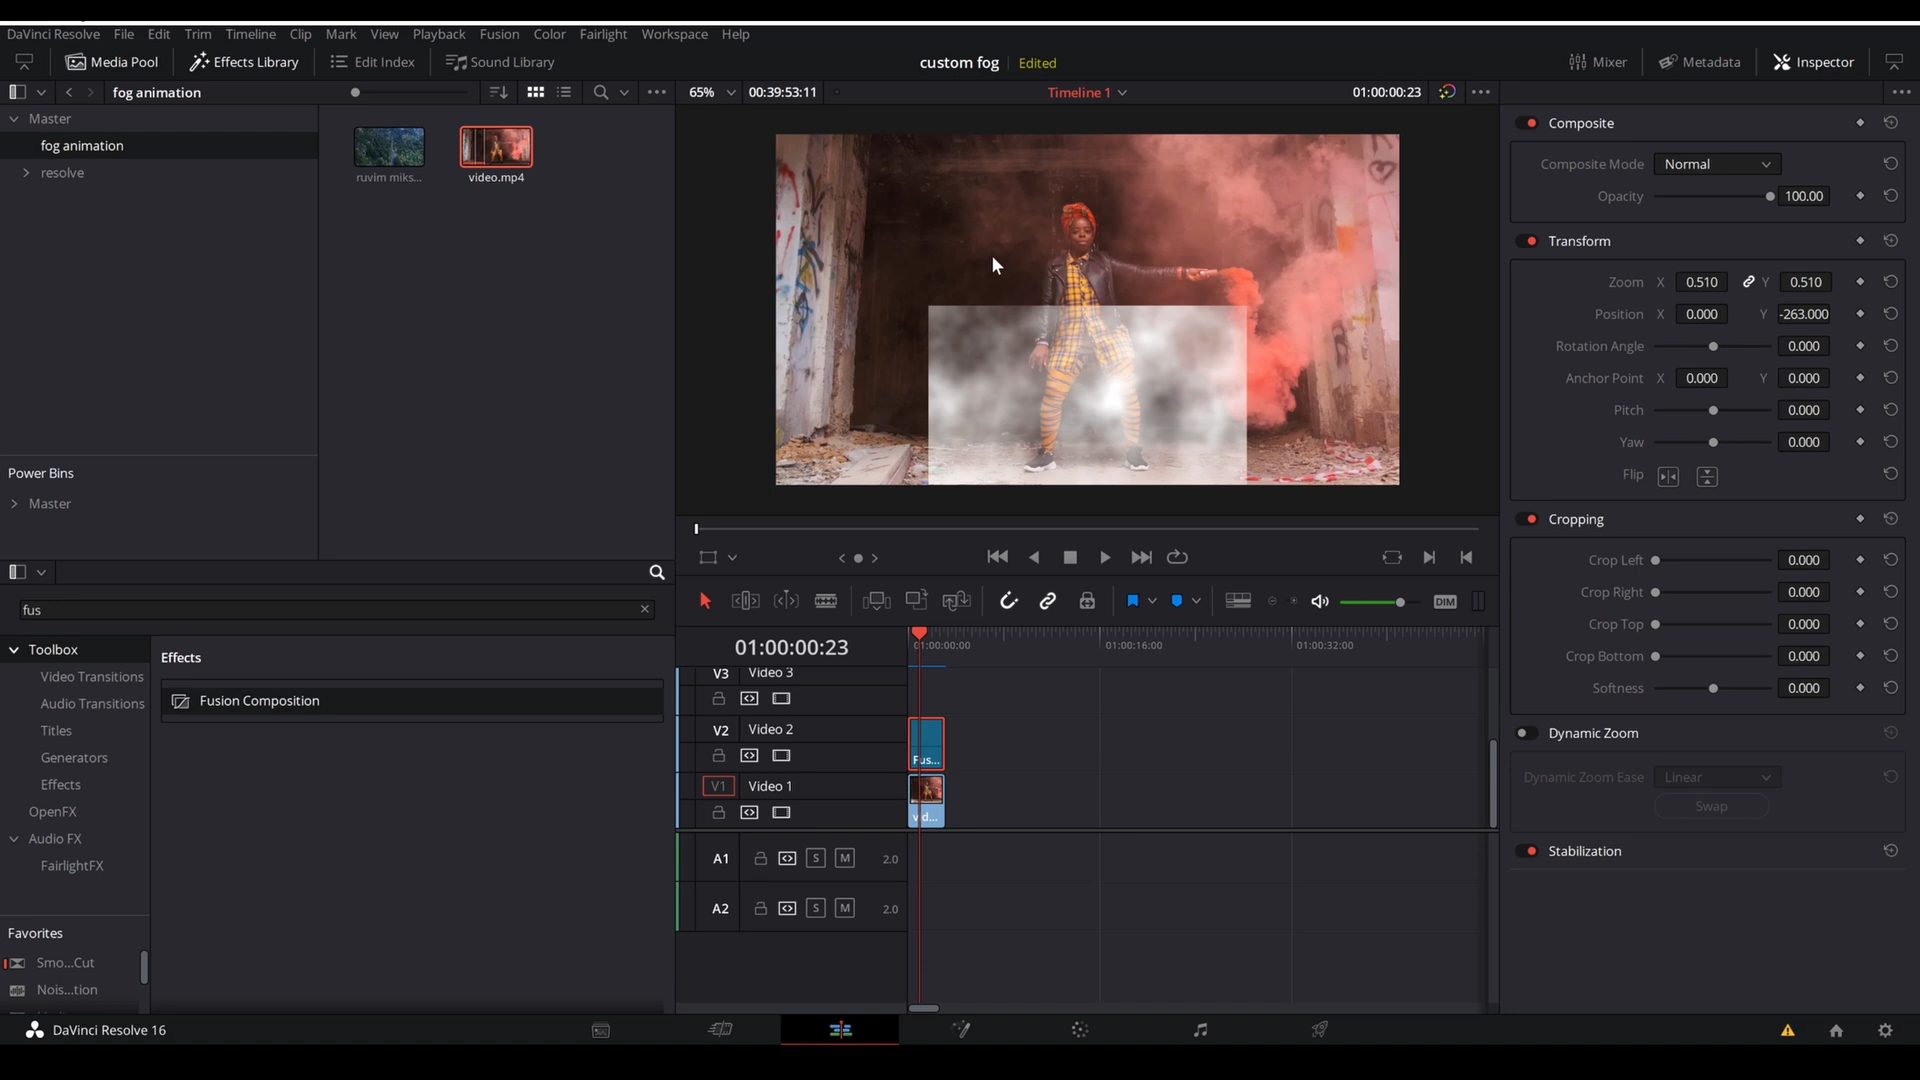 DaVinci Resolve File Edit Trim Timeline Clip Mark View Playback Fusion Color Fairlight Workspace Help
Media Pool Effects Library Edit Index Sound Library custom fog Edited Mixer Metadata Inspector
fog animation 65% 00:39:53:11 Timeline 1 01:00:00:23
Master
fog animation
resolve
ruvim miks...
video.mp4
Power Bins
Master
Composite
Composite Mode Normal
Opacity 100.00
Transform
Zoom X 0.510 Y 0.510
Position X 0.000 Y -263.000
Rotation Angle 0.000
Anchor Point X 0.000 Y 0.000
Pitch 0.000
Yaw 0.000
Flip
Cropping
Crop Left 0.000
Crop Right 0.000
Crop Top 0.000
Crop Bottom 0.000
Softness 0.000
Dynamic Zoom
Dynamic Zoom Ease Linear
Swap
Stabilization
fus
Toolbox
Video Transitions
Audio Transitions
Titles
Generators
Effects
OpenFX
Audio FX
FairlightFX
Effects
Fusion Composition
Favorites
Smo...Cut
Nois...tion
DIM
01:00:00:23 01:00:00:00 01:00:16:00 01:00:32:00
V3 Video 3
V2 Video 2
Fus...
V1 Video 1
vid...
A1 S M 2.0
A2 S M 2.0
DaVinci Resolve 16